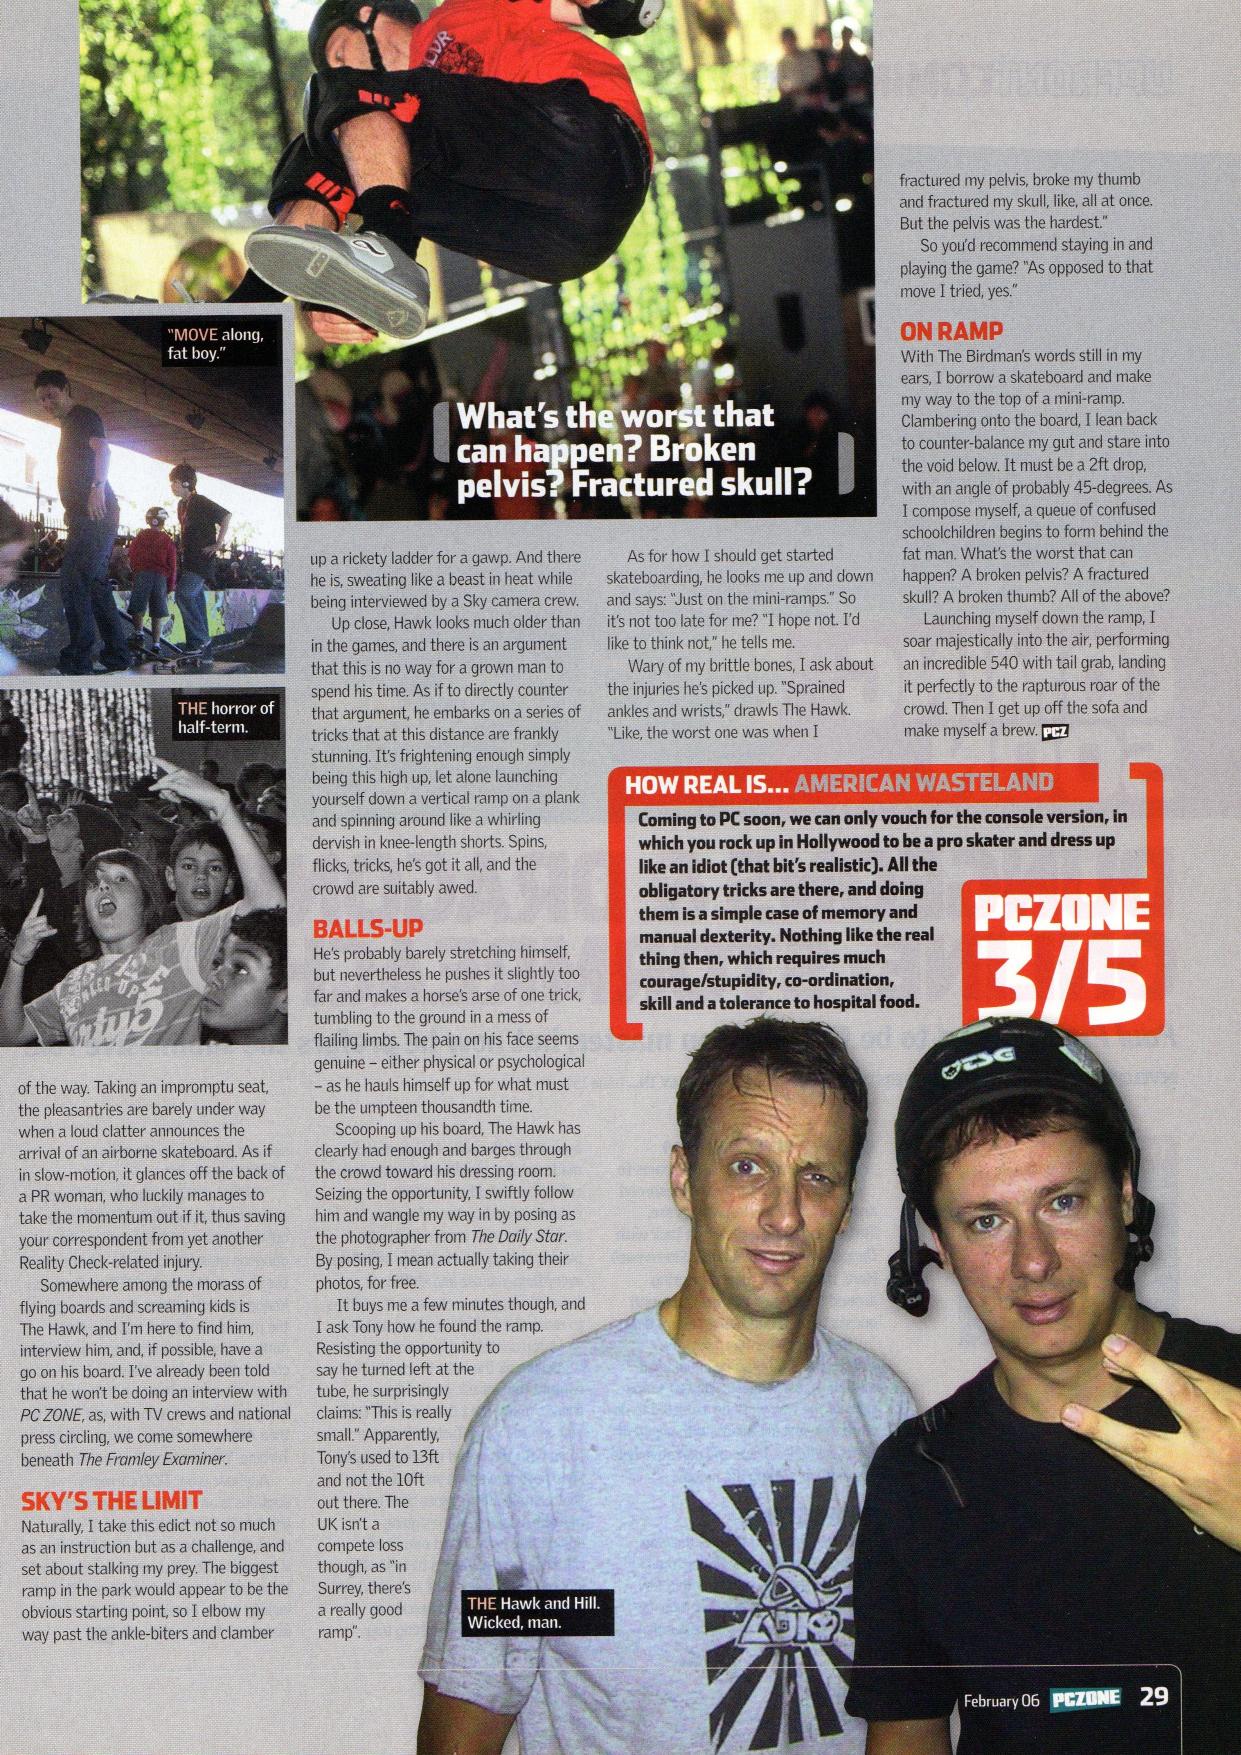 "MOVE along,
fat boy."
THE horror of
half-term.
What's the worst that
can happen? Broken
pelvis? Fractured skull?
of the way. Taking an impromptu seat,
the pleasantries are barely under way
when a loud clatter announces the
arrival of an airborne skateboard. As if
in slow-motion, it glances off the back of
a PR woman, who luckily manages to
take the momentum out if it, thus saving
your correspondent from yet another
Reality Check-related injury.
Somewhere among the morass of
flying boards and screaming kids is
The Hawk, and I'm here to find him,
interview him, and, if possible, have a
go on his board. I've already been told
that he won't be doing an interview with
PC ZONE, as, with TV crews and national
press circling, we come somewhere
beneath The Framley Examiner.
SKY'S THE LIMIT
Naturally, I take this edict not so much
as an instruction but as a challenge, and
set about stalking my prey. The biggest
ramp in the park would appear to be the
obvious starting point, so I elbow my
way past the ankle-biters and clamber
up a rickety ladder for a gawp. And there
he is, sweating like a beast in heat while
being interviewed by a Sky camera crew.
Up close, Hawk looks much older than
in the games, and there is an argument
that this is no way for a grown man to
spend his time. As if to directly counter
that argument, he embarks on a series of
tricks that at this distance are frankly
stunning. It's frightening enough simply
being this high up, let alone launching
yourself down a vertical ramp on a plank
and spinning around like a whirling
dervish in knee-length shorts. Spins,
flicks, tricks, he's got it all, and the
crowd are suitably awed.
BALLS-UP
He's probably barely stretching himself,
but nevertheless he pushes it slightly too
far and makes a horse's arse of one trick,
tumbling to the ground in a mess of
flailing limbs. The pain on his face seems
genuine – either physical or psychological
– as he hauls himself up for what must
be the umpteen thousandth time.
Scooping up his board, The Hawk has
clearly had enough and barges through
the crowd toward his dressing room.
Seizing the opportunity, I swiftly follow
him and wangle my way in by posing as
the photographer from The Daily Star.
By posing, I mean actually taking their
photos, for free.
It buys me a few minutes though, and
I ask Tony how he found the ramp.
Resisting the opportunity to
say he turned left at the
tube, he surprisingly
claims: "This is really
small." Apparently,
Tony's used to 13ft
and not the 10ft
out there. The
UK isn't a
compete loss
though, as "in
Surrey, there's
a really good
ramp".
As for how I should get started
skateboarding, he looks me up and down
and says: "Just on the mini-ramps." So
it's not too late for me? "I hope not. I'd
like to think not," he tells me.
Wary of my brittle bones, I ask about
the injuries he's picked up. "Sprained
ankles and wrists," drawls The Hawk.
"Like, the worst one was when I
fractured my pelvis, broke my thumb
and fractured my skull, like, all at once.
But the pelvis was the hardest."
So you'd recommend staying in and
playing the game? "As opposed to that
move I tried, yes."
ON RAMP
With The Birdman's words still in my
ears, I borrow a skateboard and make
my way to the top of a mini-ramp.
Clambering onto the board, I lean back
to counter-balance my gut and stare into
the void below. It must be a 2ft drop,
with an angle of probably 45-degrees. As
I compose myself, a queue of confused
schoolchildren begins to form behind the
fat man. What's the worst that can
happen? A broken pelvis? A fractured
skull? A broken thumb? All of the above?
Launching myself down the ramp, I
soar majestically into the air, performing
an incredible 540 with tail grab, landing
it perfectly to the rapturous roar of the
crowd. Then I get up off the sofa and
make myself a brew. PCZ
HOW REAL IS... AMERICAN WASTELAND
Coming to PC soon, we can only vouch for the console version, in
which you rock up in Hollywood to be a pro skater and dress up
like an idiot (that bit's realistic). All the
obligatory tricks are there, and doing
them is a simple case of memory and
manual dexterity. Nothing like the real
thing then, which requires much
courage/stupidity, co-ordination,
skill and a tolerance to hospital food.
PCZONE
3/5
THE Hawk and Hill.
Wicked, man.
February 06 PCZONE 29